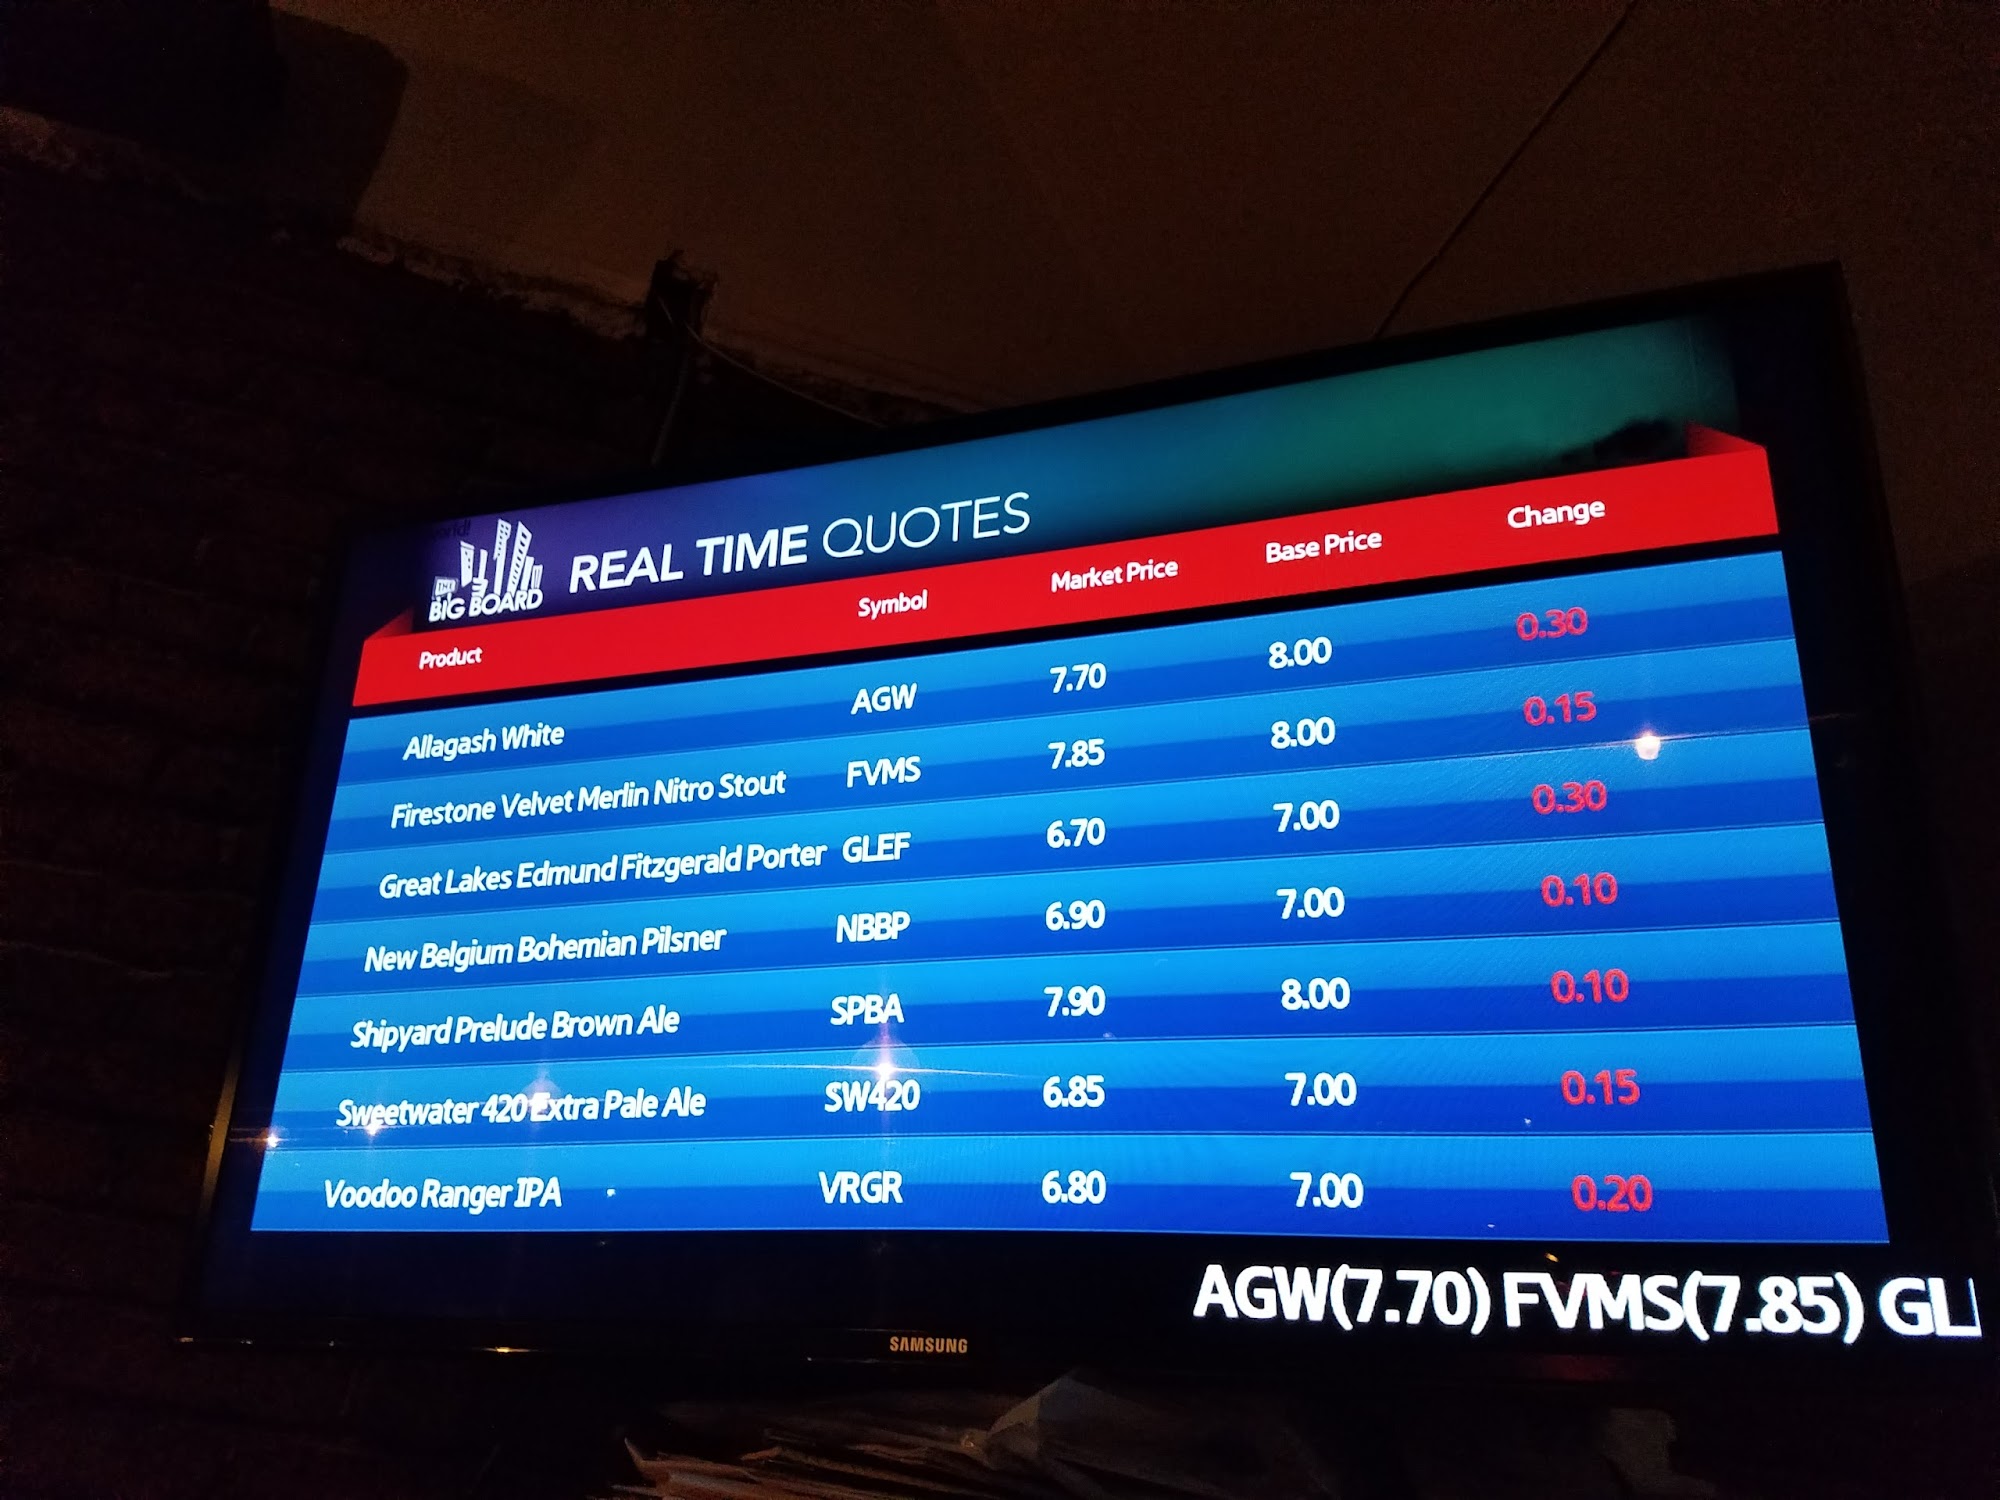 THE
BIG BOARD
REAL TIME QUOTES
Product Symbol Market Price Base Price Change
Allagash White AGW 7.70 8.00 0.30
Firestone Velvet Merlin Nitro Stout FVMS 7.85 8.00 0.15
Great Lakes Edmund Fitzgerald Porter GLEF 6.70 7.00 0.30
New Belgium Bohemian Pilsner NBBP 6.90 7.00 0.10
Shipyard Prelude Brown Ale SPBA 7.90 8.00 0.10
Sweetwater 420 Extra Pale Ale SW420 6.85 7.00 0.15
Voodoo Ranger IPA VRGR 6.80 7.00 0.20
AGW(7.70) FVMS(7.85) GL
SAMSUNG